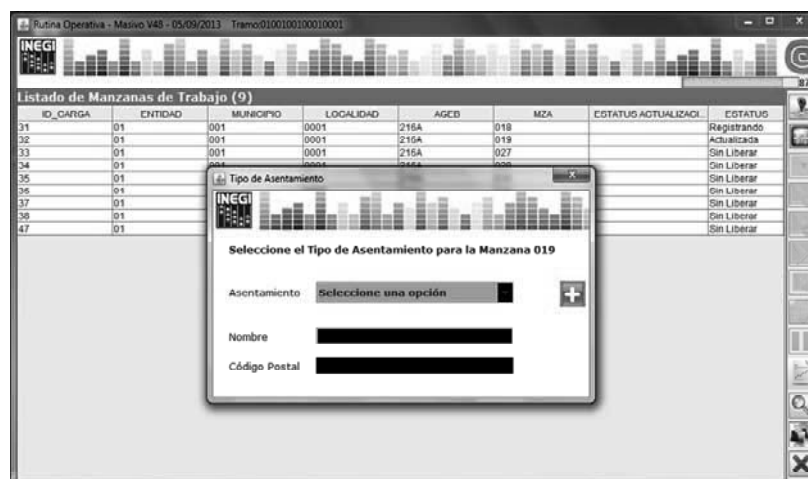 Rutina Operativa - Masivo V48 - 05/09/2013 Tramo:0100100100010001
INEGI
87
Listado de Manzanas de Trabajo (9)
ID_CARGA ENTIDAD MUNICIPIO LOCALIDAD AGEB MZA ESTATUS ACTUALIZACI... ESTATUS
31 01 001 0001 216A 018 Registrando
32 01 001 0001 216A 019 Actualizada
33 01 001 0001 216A 027 Sin Liberar
34 01 Sin Liberar
35 01 Sin Liberar
36 01 Sin Liberar
37 01 Sin Liberar
38 01 Sin Liberar
47 01 Sin Liberar
Tipo de Asentamiento
INEGI
Seleccione el Tipo de Asentamiento para la Manzana 019
Asentamiento Seleccione una opción
Nombre
Código Postal